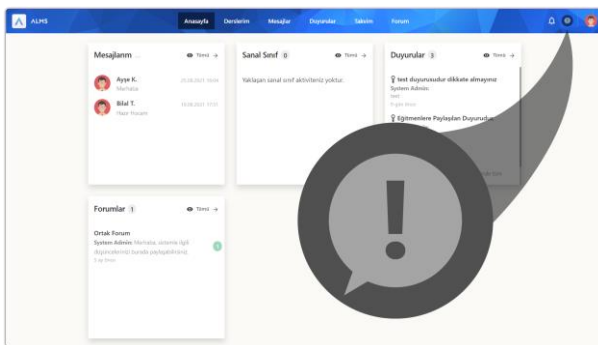 ALMS
Anasayfa Derslerim Mesajlar Duyurular Takvim Forum
Mesajlarım Tümü →
Ayşe K.
Merhaba
Bilal T.
Hazır Hocam
Sanal Sınıf 0 Tümü →
Yaklaşan sanal sınıf aktiviteniz yoktur.
Duyurular 3 Tümü →
test duyurusudur dikkate almayınız
System Admin:
test
Eğitmenlere Paylaşılan Duyurudur
Forumlar 1 Tümü →
Ortak Forum
System Admin: Merhaba, sistemle ilgili
düşüncelerinizi burada paylaşabilirsiniz.
!